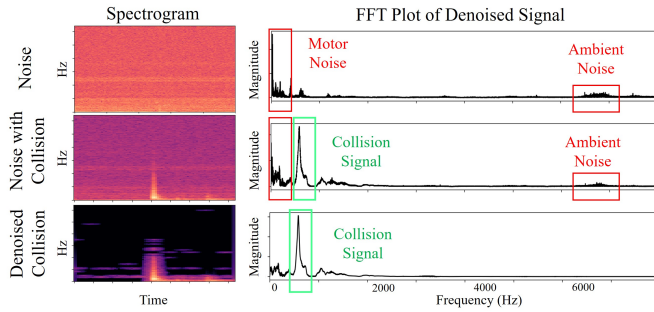 Spectrogram
FFT Plot of Denoised Signal
Noise
Hz
Magnitude
Motor
Noise
Ambient
Noise
Noise with
Collision
Hz
Magnitude
Collision
Signal
Ambient
Noise
Denoised
Collision
Hz
Magnitude
Collision
Signal
0
2000
4000
6000
Time
Frequency (Hz)